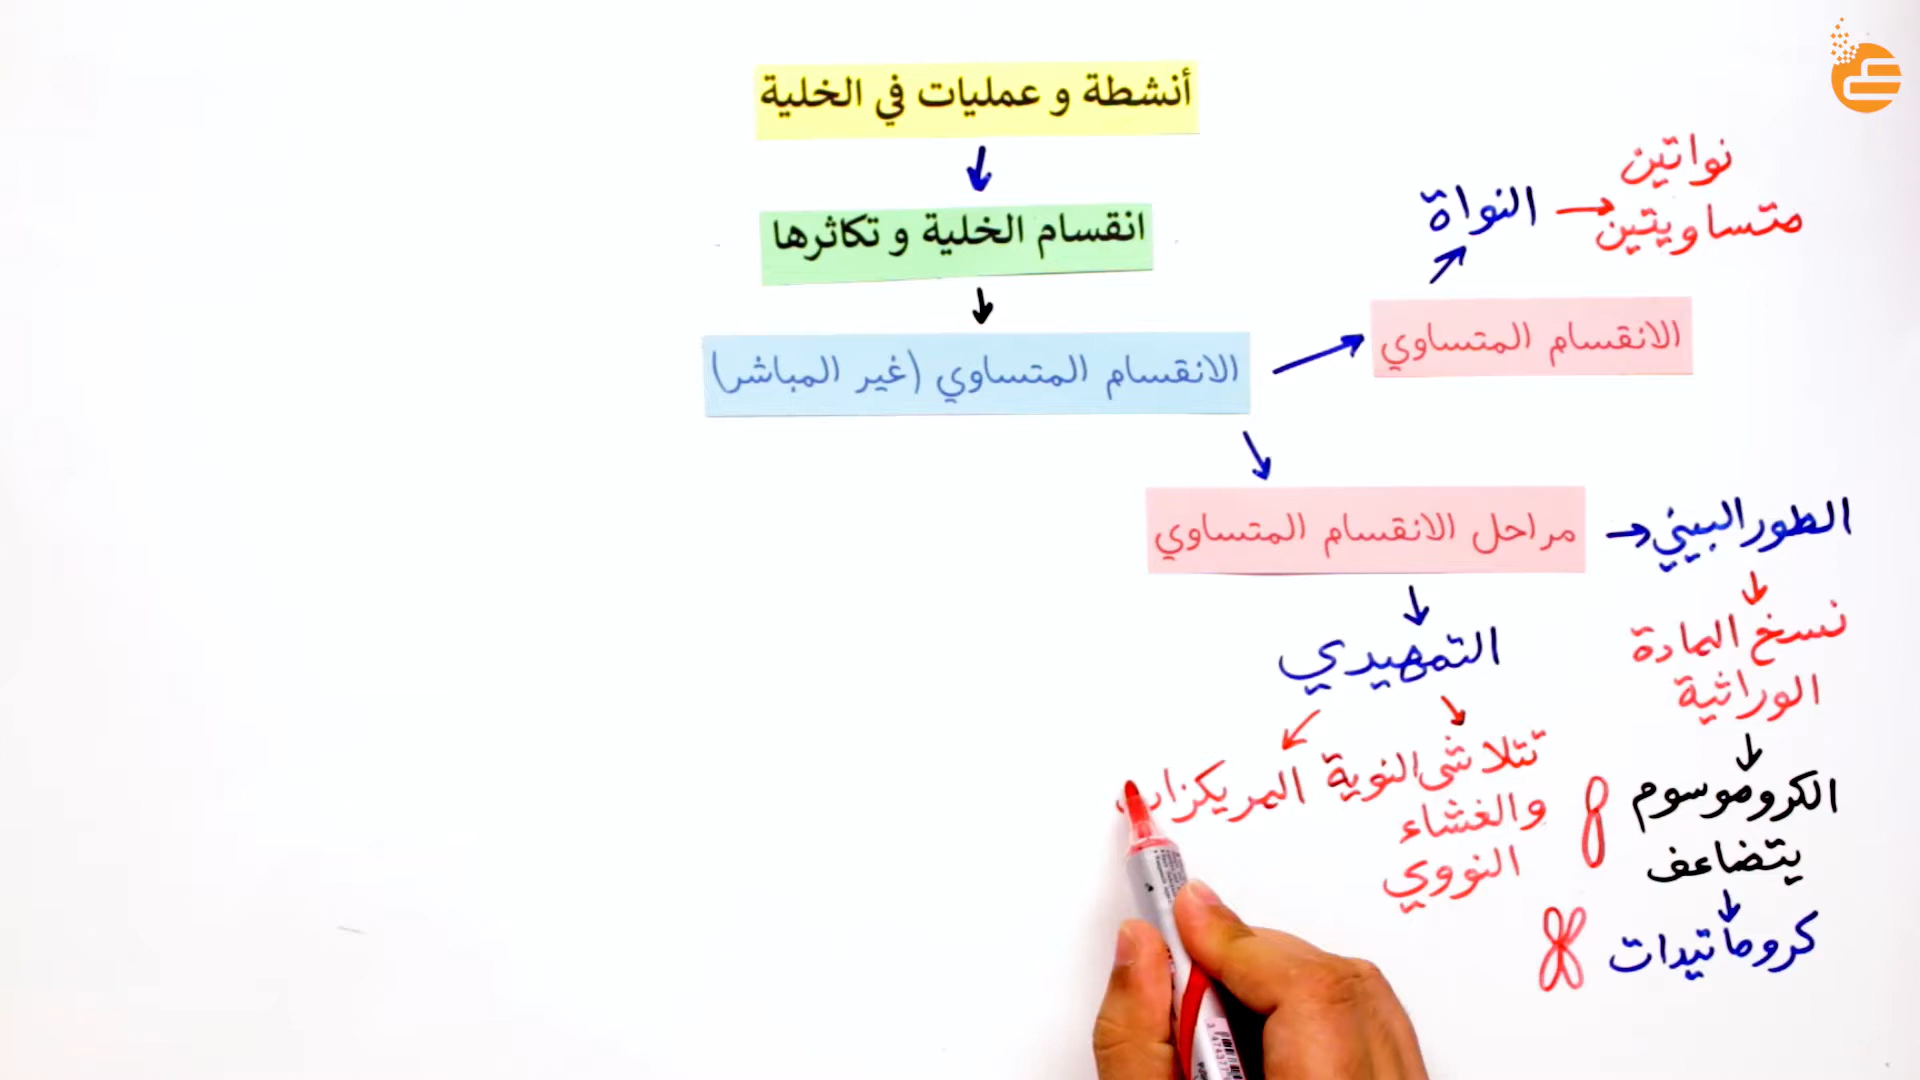 أنشطة و عمليات في الخلية
انقسام الخلية و تكاثرها
الانقسام المتساوي (غير المباشر)
الانقسام المتساوي
النواة
نواتين
متساويتين
مراحل الانقسام المتساوي
الطور البيني
نسخ المادة
الوراثية
الكروموسوم
يتضاعف
كروماتيدات
التمهيدي
تتلاشى النوية
والغشاء
النووي